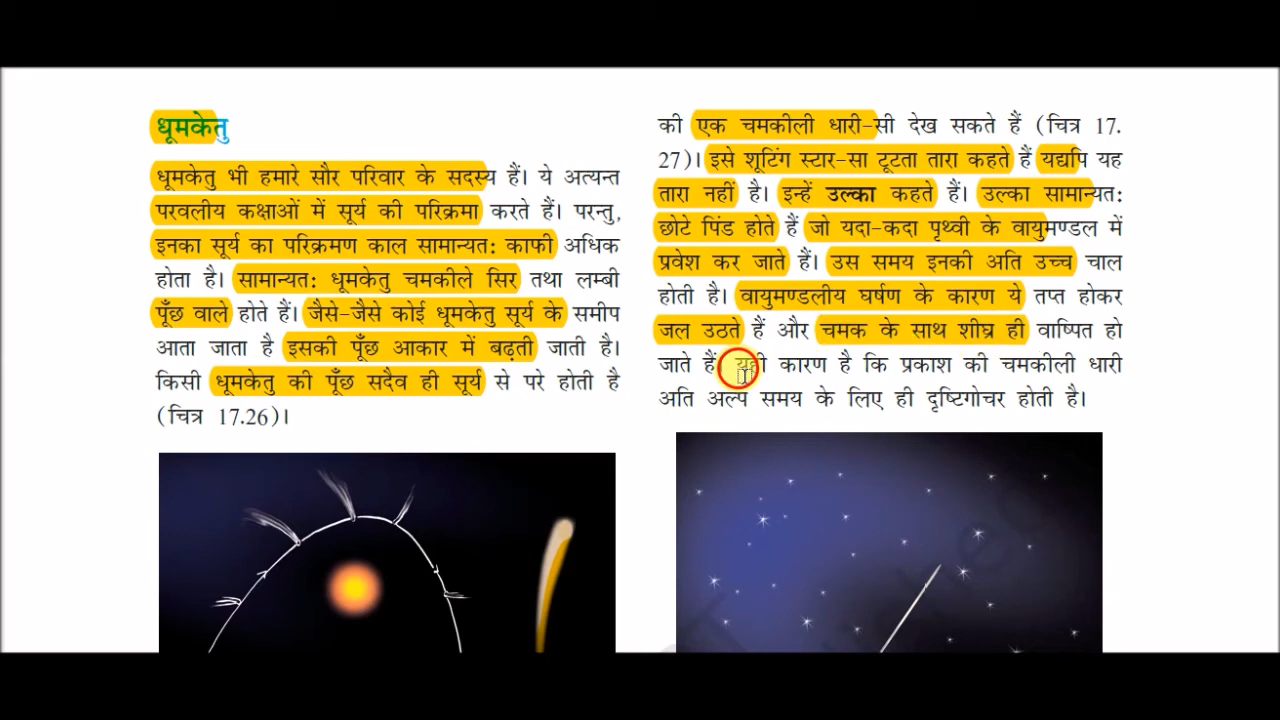 धूमकेतु
धूमकेतु भी हमारे सौर परिवार के सदस्य हैं। ये अत्यन्त
परवलीय कक्षाओं में सूर्य की परिक्रमा करते हैं। परन्तु,
इनका सूर्य का परिक्रमण काल सामान्यत: काफी अधिक
होता है। सामान्यत: धूमकेतु चमकीले सिर तथा लम्बी
पूँछ वाले होते हैं। जैसे-जैसे कोई धूमकेतु सूर्य के समीप
आता जाता है इसकी पूँछ आकार में बढ़ती जाती है।
किसी धूमकेतु की पूँछ सदैव ही सूर्य से परे होती है
(चित्र 17.26)।
की एक चमकीली धारी-सी देख सकते हैं (चित्र 17.
27)। इसे शूटिंग स्टार-सा टूटता तारा कहते हैं यद्यपि यह
तारा नहीं है। इन्हें उल्का कहते हैं। उल्का सामान्यत:
छोटे पिंड होते हैं जो यदा-कदा पृथ्वी के वायुमण्डल में
प्रवेश कर जाते हैं। उस समय इनकी अति उच्च चाल
होती है। वायुमण्डलीय घर्षण के कारण ये तप्त होकर
जल उठते हैं और चमक के साथ शीघ्र ही वाष्पित हो
जाते हैं। यही कारण है कि प्रकाश की चमकीली धारी
अति अल्प समय के लिए ही दृष्टिगोचर होती है।